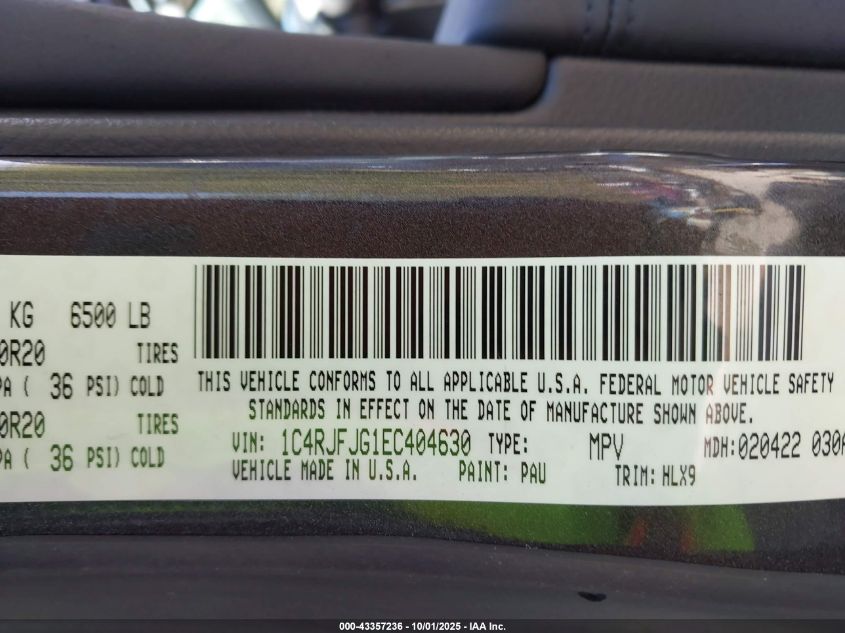 KG 6500 LB
0R20 TIRES
PA ( 36 PSI) COLD
0R20 TIRES
PA ( 36 PSI) COLD
THIS VEHICLE CONFORMS TO ALL APPLICABLE U.S.A. FEDERAL MOTOR VEHICLE SAFETY
STANDARDS IN EFFECT ON THE DATE OF MANUFACTURE SHOWN ABOVE.
VIN: 1C4RJFJG1EC404630 TYPE: MPV MDH: 020422 030A
VEHICLE MADE IN U.S.A. PAINT: PAU TRIM: HLX9
000-43357236 - 10/01/2025 - IAA Inc.